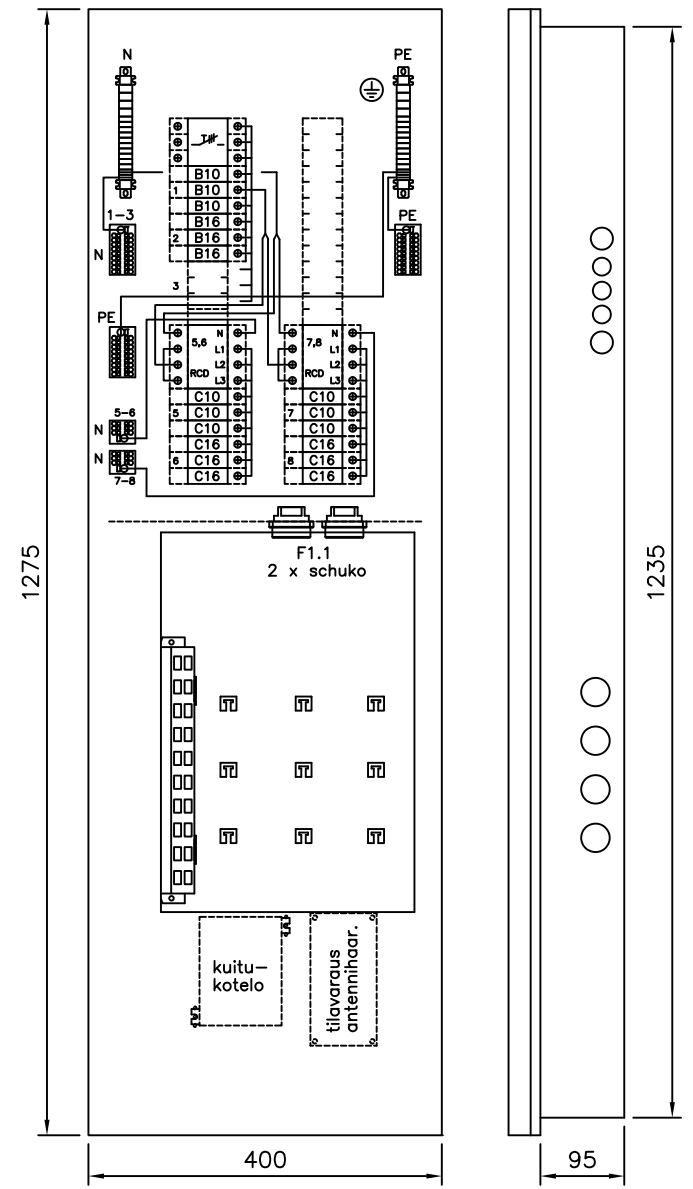 N
PE
B10
1 B10
B10
1-3
B16
PE
2 B16
N
B16
3
PE
N
N
5,6
L1
7,8
L1
L2
L2
RCD
L3
RCD
L3
C10
C10
5-6
5 C10
7 C10
C10
C10
N
C16
C16
N
6 C16
8 C16
7-8
C16
C16
F1.1
2 x schuko
1275
1235
kuitu-
kotelo
tilavaraus
antennihaar.
400
95